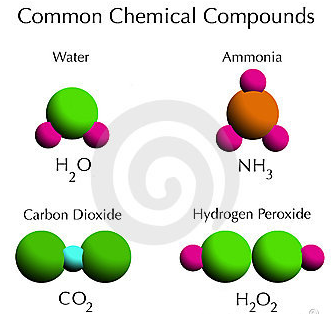 Common Chemical Compounds
Water
Ammonia
H2O
NH3
Carbon Dioxide
Hydrogen Peroxide
CO2
H2O2